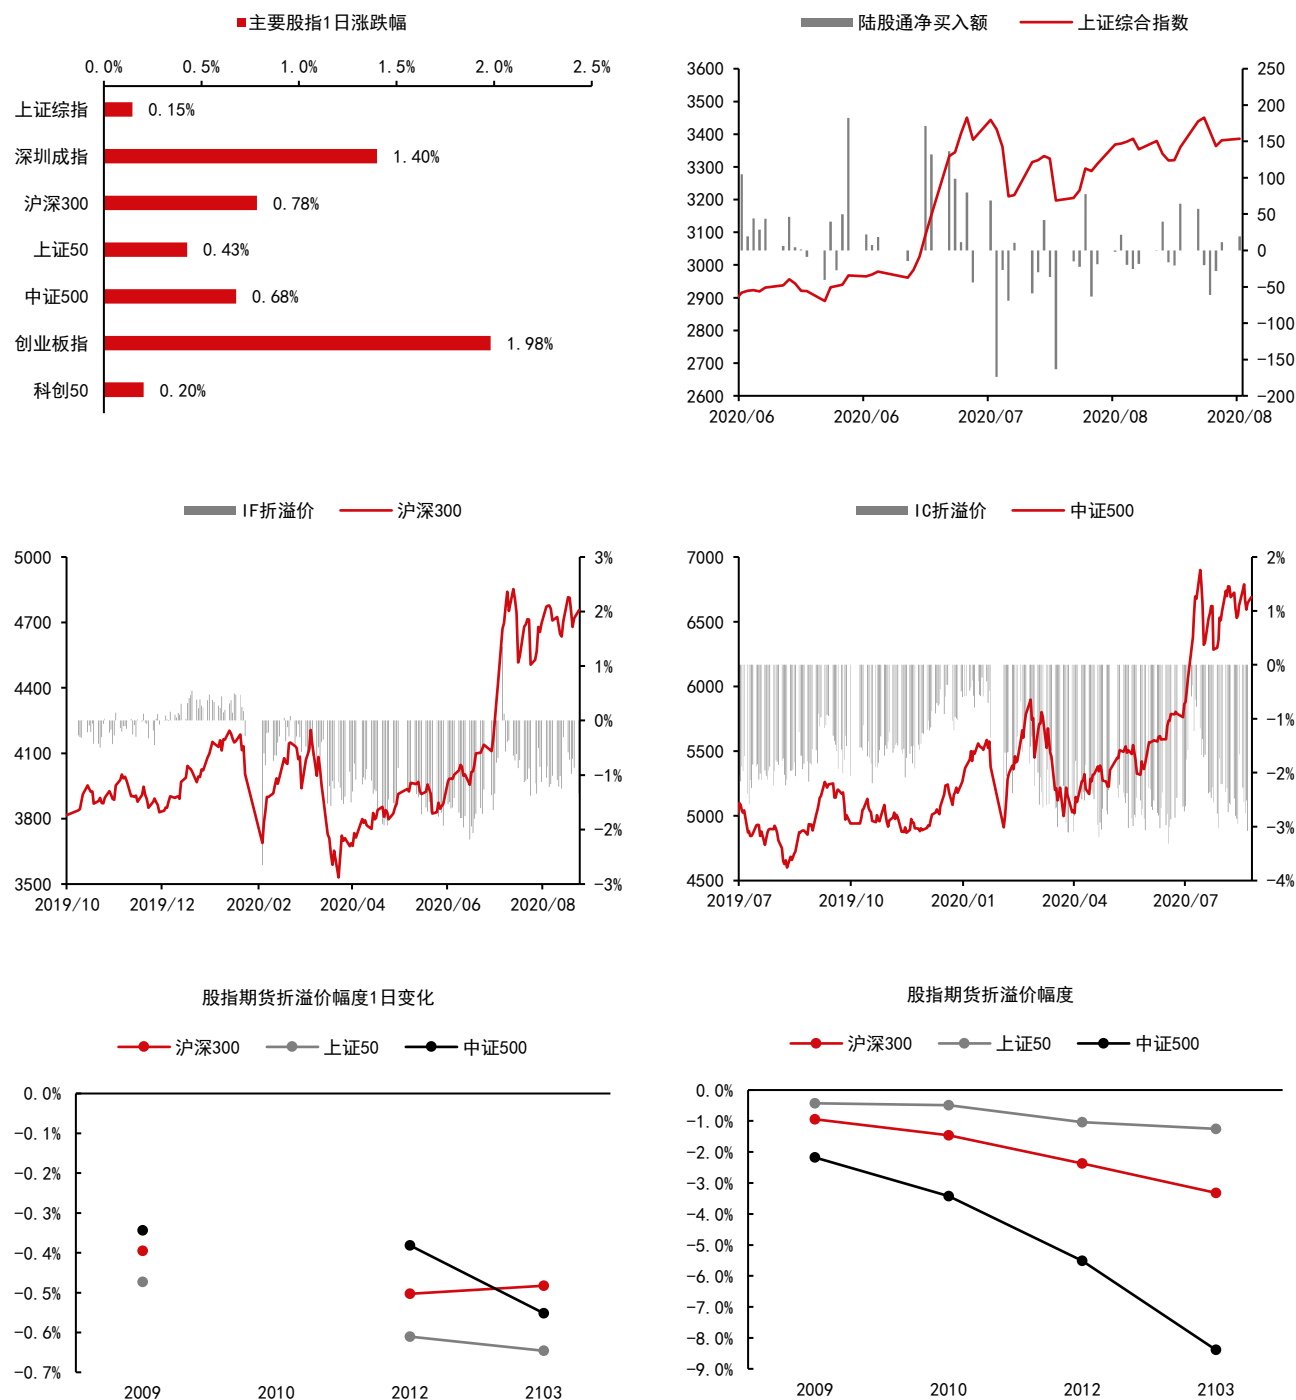 主要股指1日涨跌幅
0.0% 0.5% 1.0% 1.5% 2.0% 2.5%
上证综指 0.15%
深圳成指 1.40%
沪深300 0.78%
上证50 0.43%
中证500 0.68%
创业板指 1.98%
科创50 0.20%
陆股通净买入额 上证综合指数
3600 250
3500 200
3400 150
3300 100
3200 50
3100 0
3000 -50
2900 -100
2800 -150
2700 -200
2600
2020/06 2020/06 2020/07 2020/08 2020/08
IF折溢价 沪深300
5000 3%
4700 2%
4400 1%
4100 0%
3800 -1%
3500 -2%
-3%
2019/10 2019/12 2020/02 2020/04 2020/06 2020/08
IC折溢价 中证500
7000 2%
6500 1%
6000 0%
5500 -1%
5000 -2%
4500 -3%
-4%
2019/07 2019/10 2020/01 2020/04 2020/07
股指期货折溢价幅度1日变化
沪深300 上证50 中证500
0.0%
-0.1%
-0.2%
-0.3%
-0.4%
-0.5%
-0.6%
-0.7%
2009 2010 2012 2103
股指期货折溢价幅度
沪深300 上证50 中证500
0.0%
-1.0%
-2.0%
-3.0%
-4.0%
-5.0%
-6.0%
-7.0%
-8.0%
-9.0%
2009 2010 2012 2103